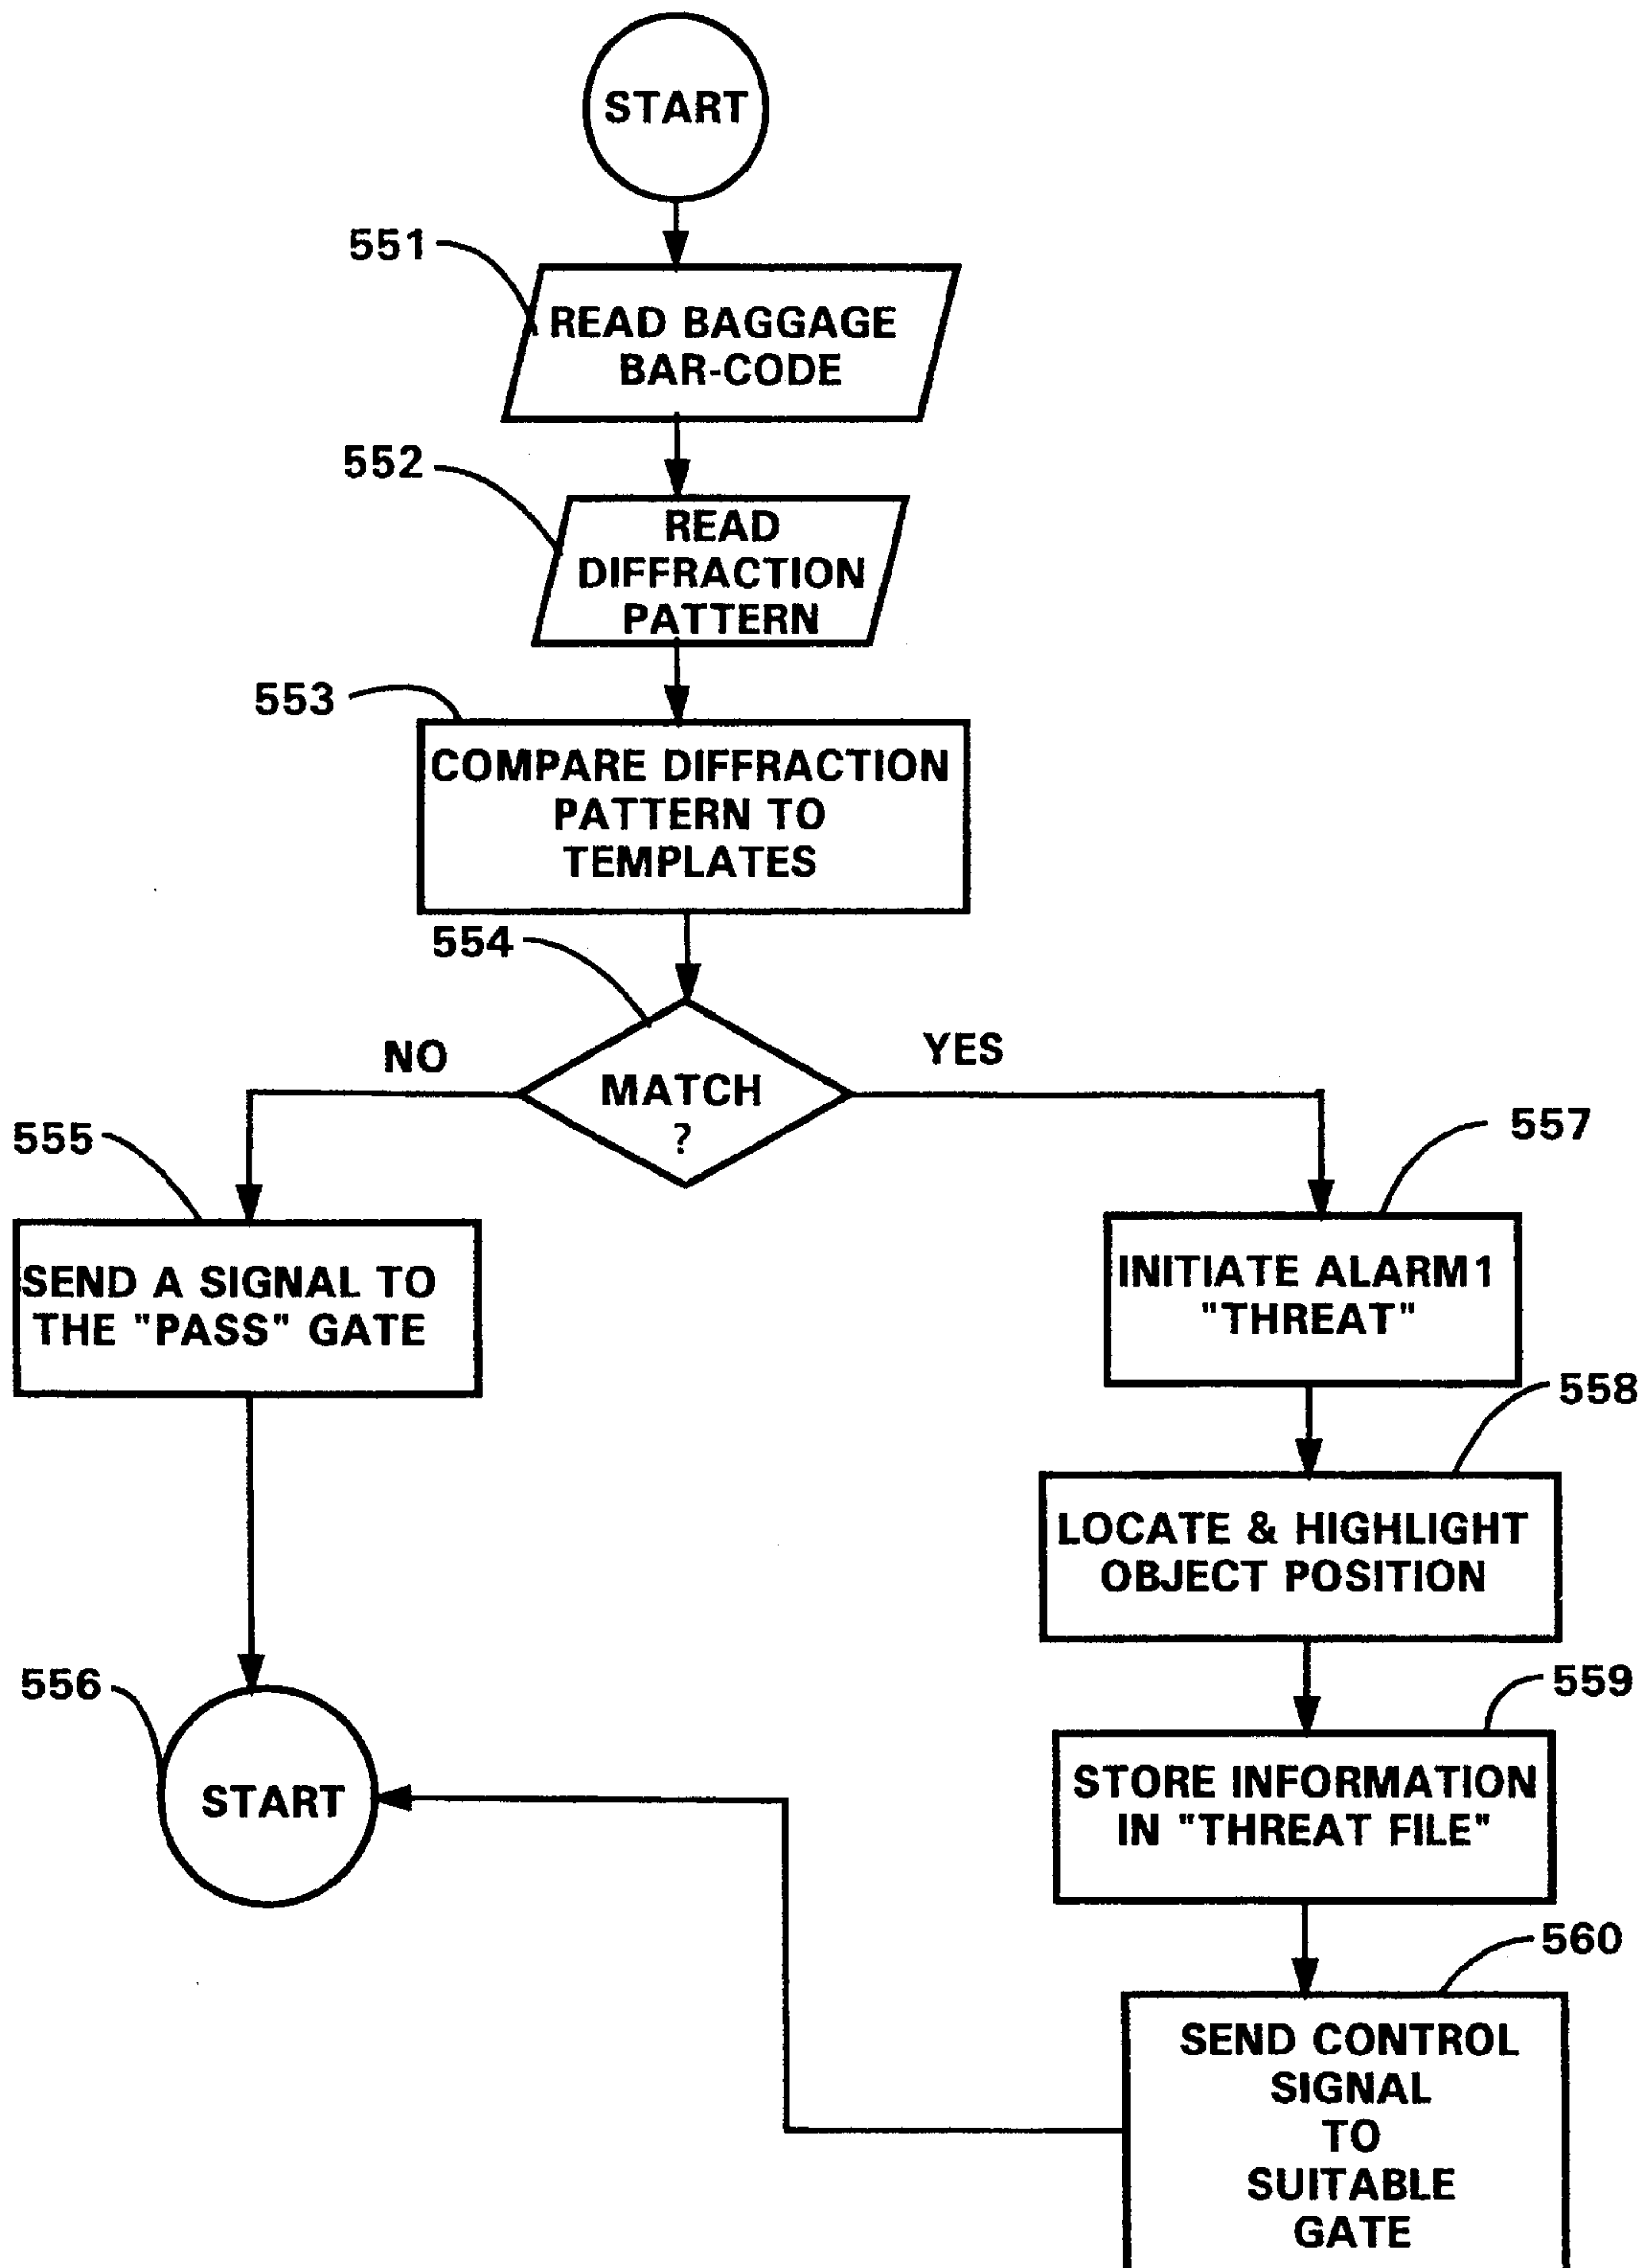 START
551
READ BAGGAGE
BAR-CODE
552
READ
DIFFRACTION
PATTERN
553
COMPARE DIFFRACTION
PATTERN TO
TEMPLATES
554
NO
YES
MATCH
?
555
SEND A SIGNAL TO
THE "PASS" GATE
556
START
557
INITIATE ALARM1
"THREAT"
558
LOCATE & HIGHLIGHT
OBJECT POSITION
559
STORE INFORMATION
IN "THREAT FILE"
560
SEND CONTROL
SIGNAL
TO
SUITABLE
GATE